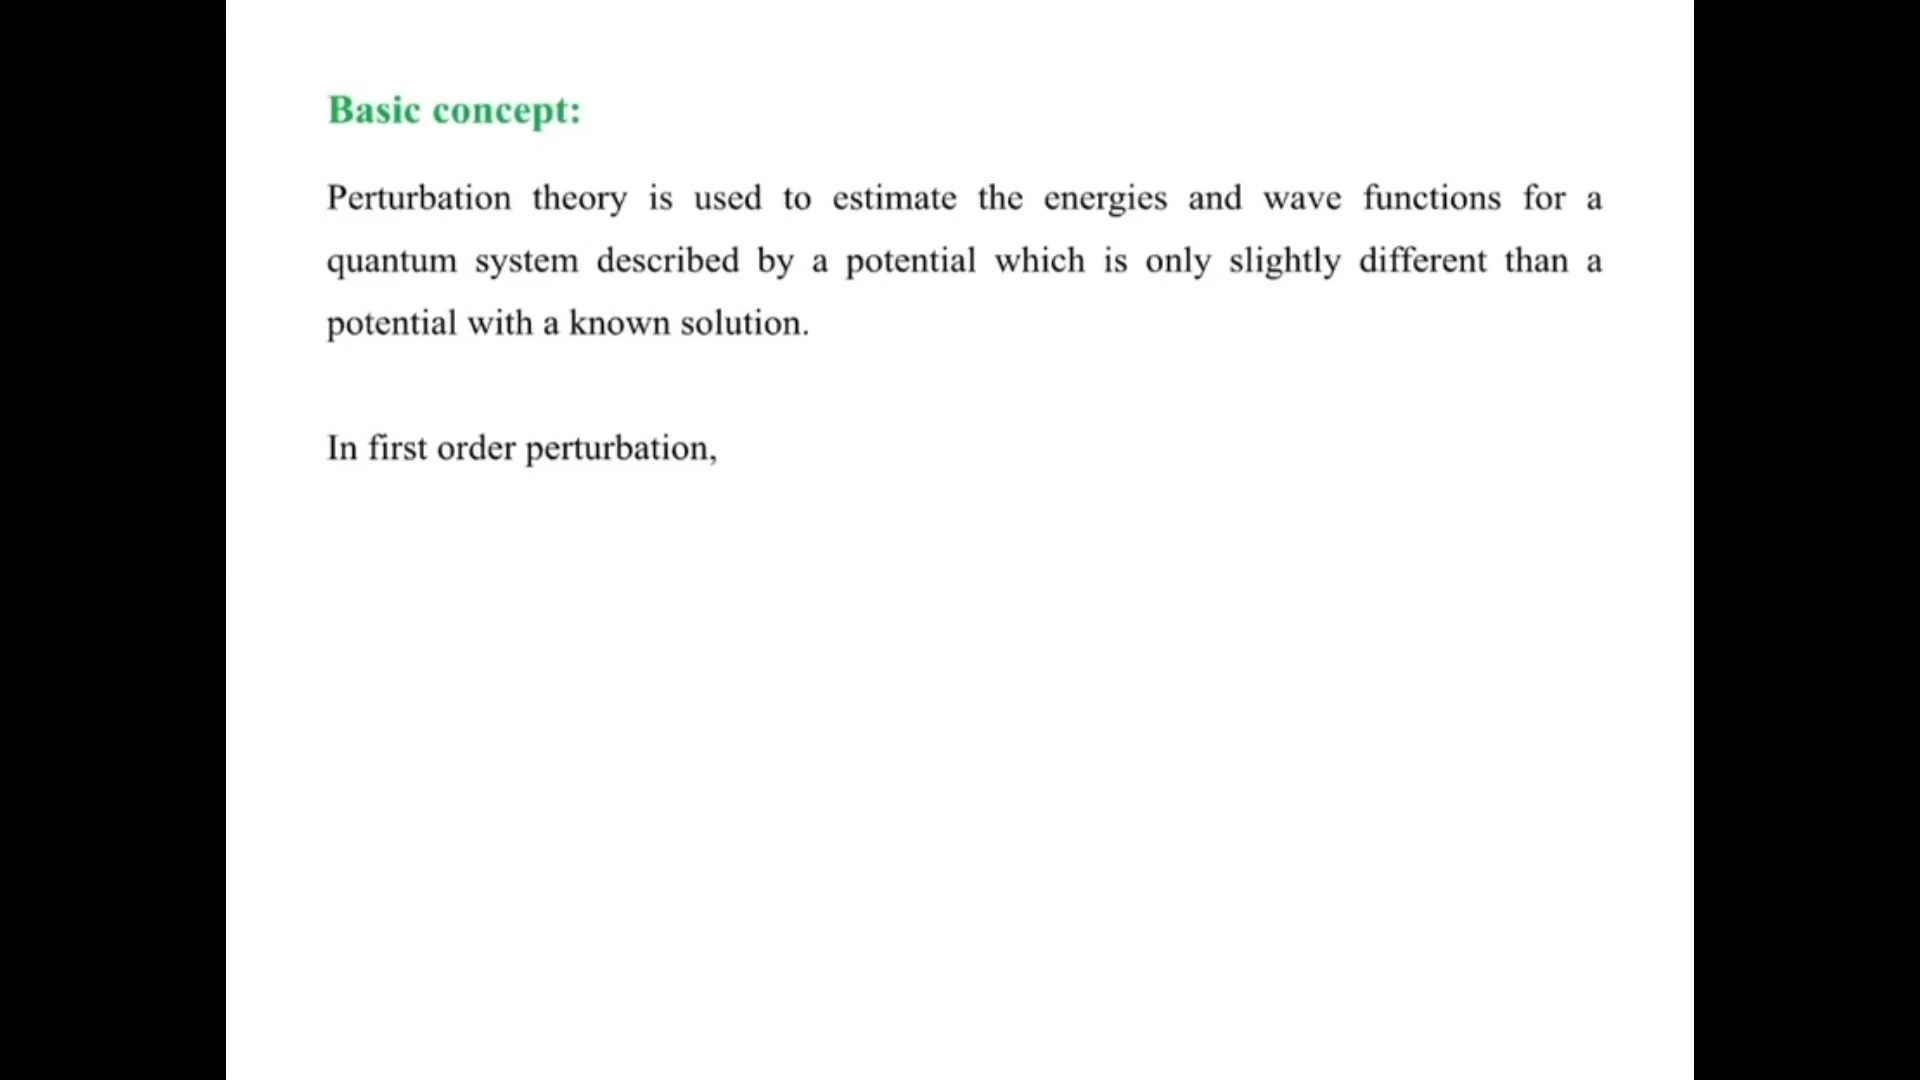 Basic concept:
Perturbation theory is used to estimate the energies and wave functions for a
quantum system described by a potential which is only slightly different than a
potential with a known solution.
In first order perturbation,